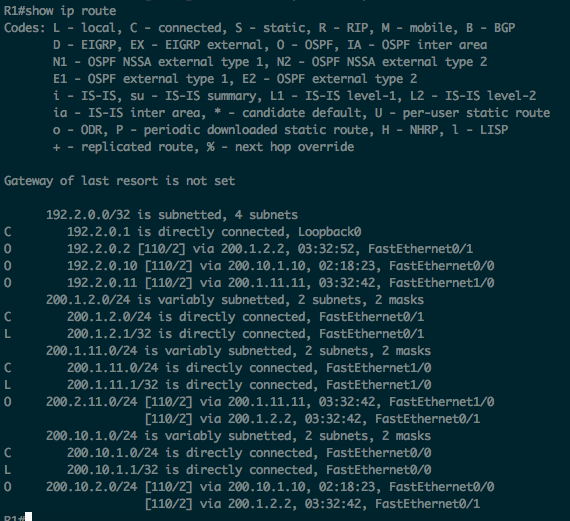 R1#show ip route
Codes: L - local, C - connected, S - static, R - RIP, M - mobile, B - BGP
       D - EIGRP, EX - EIGRP external, O - OSPF, IA - OSPF inter area
       N1 - OSPF NSSA external type 1, N2 - OSPF NSSA external type 2
       E1 - OSPF external type 1, E2 - OSPF external type 2
       i - IS-IS, su - IS-IS summary, L1 - IS-IS level-1, L2 - IS-IS level-2
       ia - IS-IS inter area, * - candidate default, U - per-user static route
       o - ODR, P - periodic downloaded static route, H - NHRP, l - LISP
       + - replicated route, % - next hop override

Gateway of last resort is not set

      192.2.0.0/32 is subnetted, 4 subnets
C        192.2.0.1 is directly connected, Loopback0
O        192.2.0.2 [110/2] via 200.1.2.2, 03:32:52, FastEthernet0/1
O        192.2.0.10 [110/2] via 200.10.1.10, 02:18:23, FastEthernet0/0
O        192.2.0.11 [110/2] via 200.1.11.11, 03:32:42, FastEthernet1/0
      200.1.2.0/24 is variably subnetted, 2 subnets, 2 masks
C        200.1.2.0/24 is directly connected, FastEthernet0/1
L        200.1.2.1/32 is directly connected, FastEthernet0/1
      200.1.11.0/24 is variably subnetted, 2 subnets, 2 masks
C        200.1.11.0/24 is directly connected, FastEthernet1/0
L        200.1.11.1/32 is directly connected, FastEthernet1/0
O     200.2.11.0/24 [110/2] via 200.1.11.11, 03:32:42, FastEthernet1/0
                    [110/2] via 200.1.2.2, 03:32:42, FastEthernet0/1
      200.10.1.0/24 is variably subnetted, 2 subnets, 2 masks
C        200.10.1.0/24 is directly connected, FastEthernet0/0
L        200.10.1.1/32 is directly connected, FastEthernet0/0
O     200.10.2.0/24 [110/2] via 200.10.1.10, 02:18:23, FastEthernet0/0
                    [110/2] via 200.1.2.2, 03:32:42, FastEthernet0/1
R1#